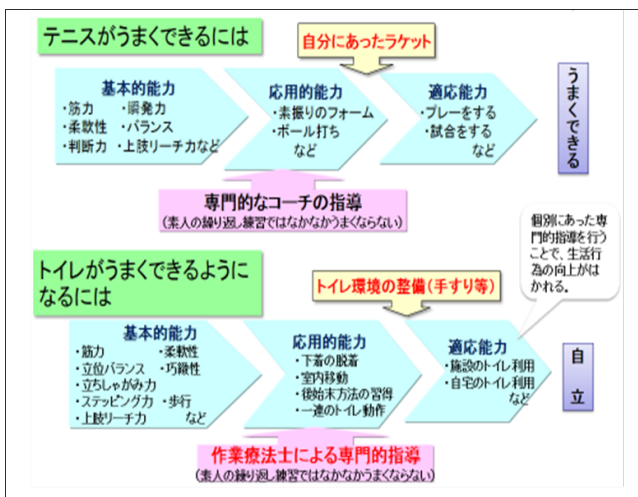 テニスがうまくできるには
自分にあったラケット
基本的能力
・筋力 ・瞬発力
・柔軟性 ・バランス
・判断力 ・上肢リーチ力など
応用的能力
・素振りのフォーム
・ボール打ち
など
適応能力
・プレーをする
・試合をする
など
うまくできる
専門的なコーチの指導
(素人の繰り返し練習ではなかなかうまくならない)
個別にあった専
門的指導を行う
ことで、生活行
為の向上がは
かれる。
トイレがうまくできるように
なるには
トイレ環境の整備(手すり等)
基本的能力
・筋力 ・柔軟性
・立位バランス ・巧緻性
・立ちしゃがみ力
・ステッピング力 ・歩行
・上肢リーチ力 など
応用的能力
・下着の脱着
・室内移動
・後始末方法の習得
・一連のトイレ動作
適応能力
・施設のトイレ利用
・自宅のトイレ利用
など
自立
作業療法士による専門的指導
(素人の繰り返し練習ではなかなかうまくならない)